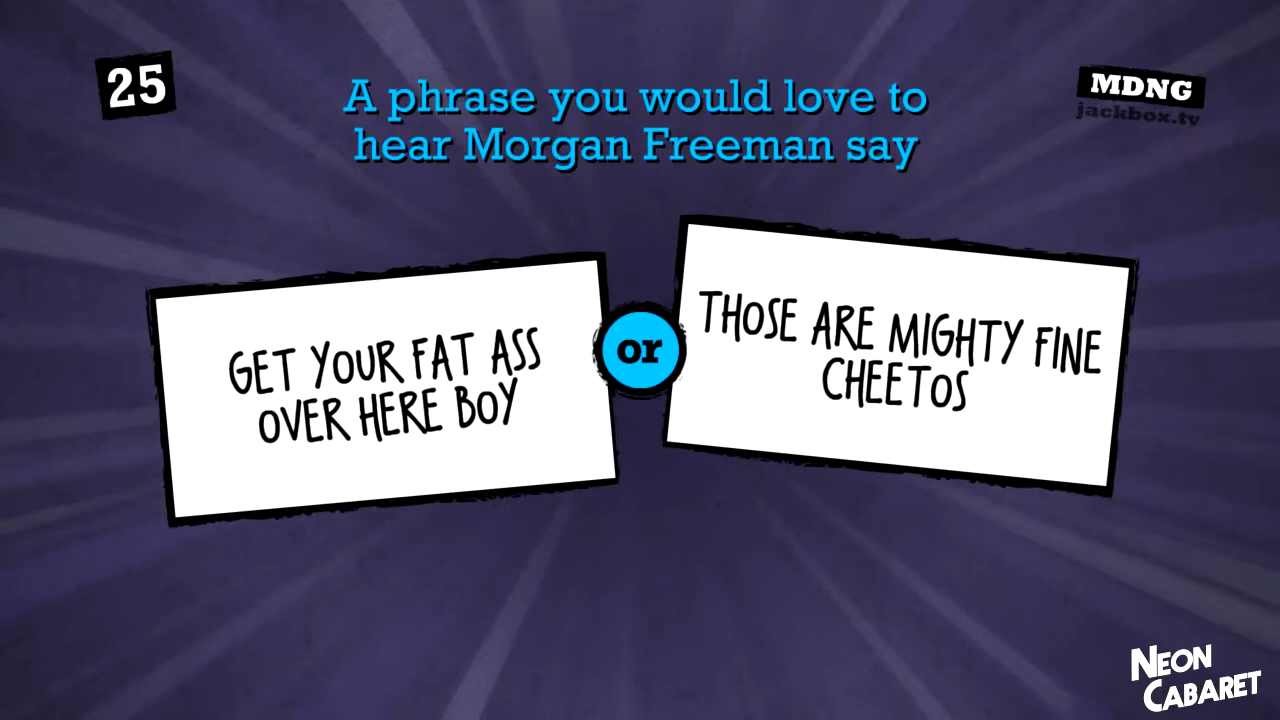 25
A phrase you would love to
hear Morgan Freeman say
MDNG
jackbox.tv
GET YOUR FAT ASS
OVER HERE BOY
or
THOSE ARE MIGHTY FINE
CHEETOS
NEON
CABARET